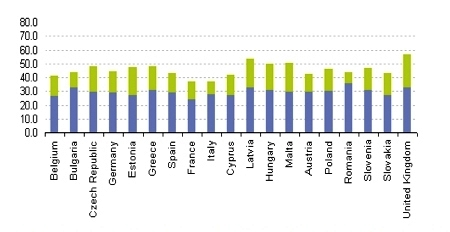 80.0
70.0
60.0
50.0
40.0
30.0
20.0
10.0
0.0
Belgium
Bulgaria
Czech Republic
Germany
Estonia
Greece
Spain
France
Italy
Cyprus
Latvia
Hungary
Malta
Austria
Poland
Romania
Slovenia
Slovakia
United Kingdom